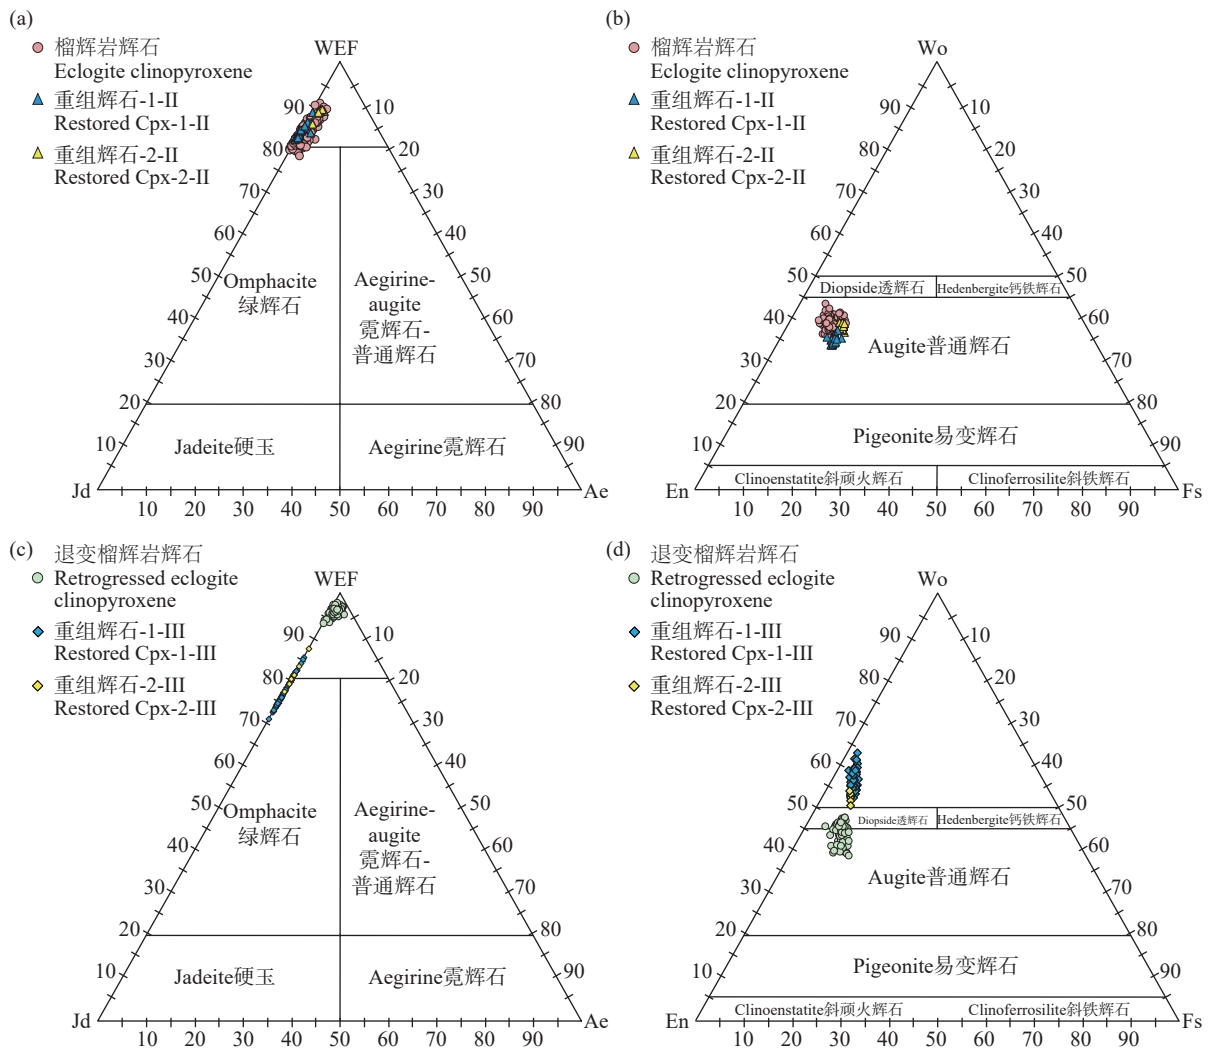 (a)
榴辉岩辉石
Eclogite clinopyroxene
重组辉石-1-II
Restored Cpx-1-II
重组辉石-2-II
Restored Cpx-2-II
WEF
90
10
80
20
70
30
60
40
50
50
Omphacite
绿辉石
Aegirine-
augite
霓辉石-
普通辉石
40
60
30
70
20
80
10
90
Jadeite硬玉
Aegirine霓辉石
Jd
Ae
10 20 30 40 50 60 70 80 90
(b)
榴辉岩辉石
Eclogite clinopyroxene
重组辉石-1-II
Restored Cpx-1-II
重组辉石-2-II
Restored Cpx-2-II
Wo
90
10
80
20
70
30
60
40
50
50
Diopside透辉石
Hedenbergite钙铁辉石
40
60
Augite普通辉石
30
70
20
80
Pigeonite易变辉石
10
90
Clinoenstatite斜顽火辉石
Clinoferrosilite斜铁辉石
En
Fs
10 20 30 40 50 60 70 80 90
(c)
退变榴辉岩辉石
Retrogressed eclogite
clinopyroxene
重组辉石-1-III
Restored Cpx-1-III
重组辉石-2-III
Restored Cpx-2-III
WEF
90
10
80
20
70
30
60
40
50
50
Omphacite
绿辉石
Aegirine-
augite
霓辉石-
普通辉石
40
60
30
70
20
80
10
90
Jadeite硬玉
Aegirine霓辉石
Jd
Ae
10 20 30 40 50 60 70 80 90
(d)
退变榴辉岩辉石
Retrogressed eclogite
clinopyroxene
重组辉石-1-III
Restored Cpx-1-III
重组辉石-2-III
Restored Cpx-2-III
Wo
90
10
80
20
70
30
60
40
50
50
Diopside透辉石
Hedenbergite钙铁辉石
40
60
Augite普通辉石
30
70
20
80
Pigeonite易变辉石
10
90
Clinoenstatite斜顽火辉石
Clinoferrosilite斜铁辉石
En
Fs
10 20 30 40 50 60 70 80 90